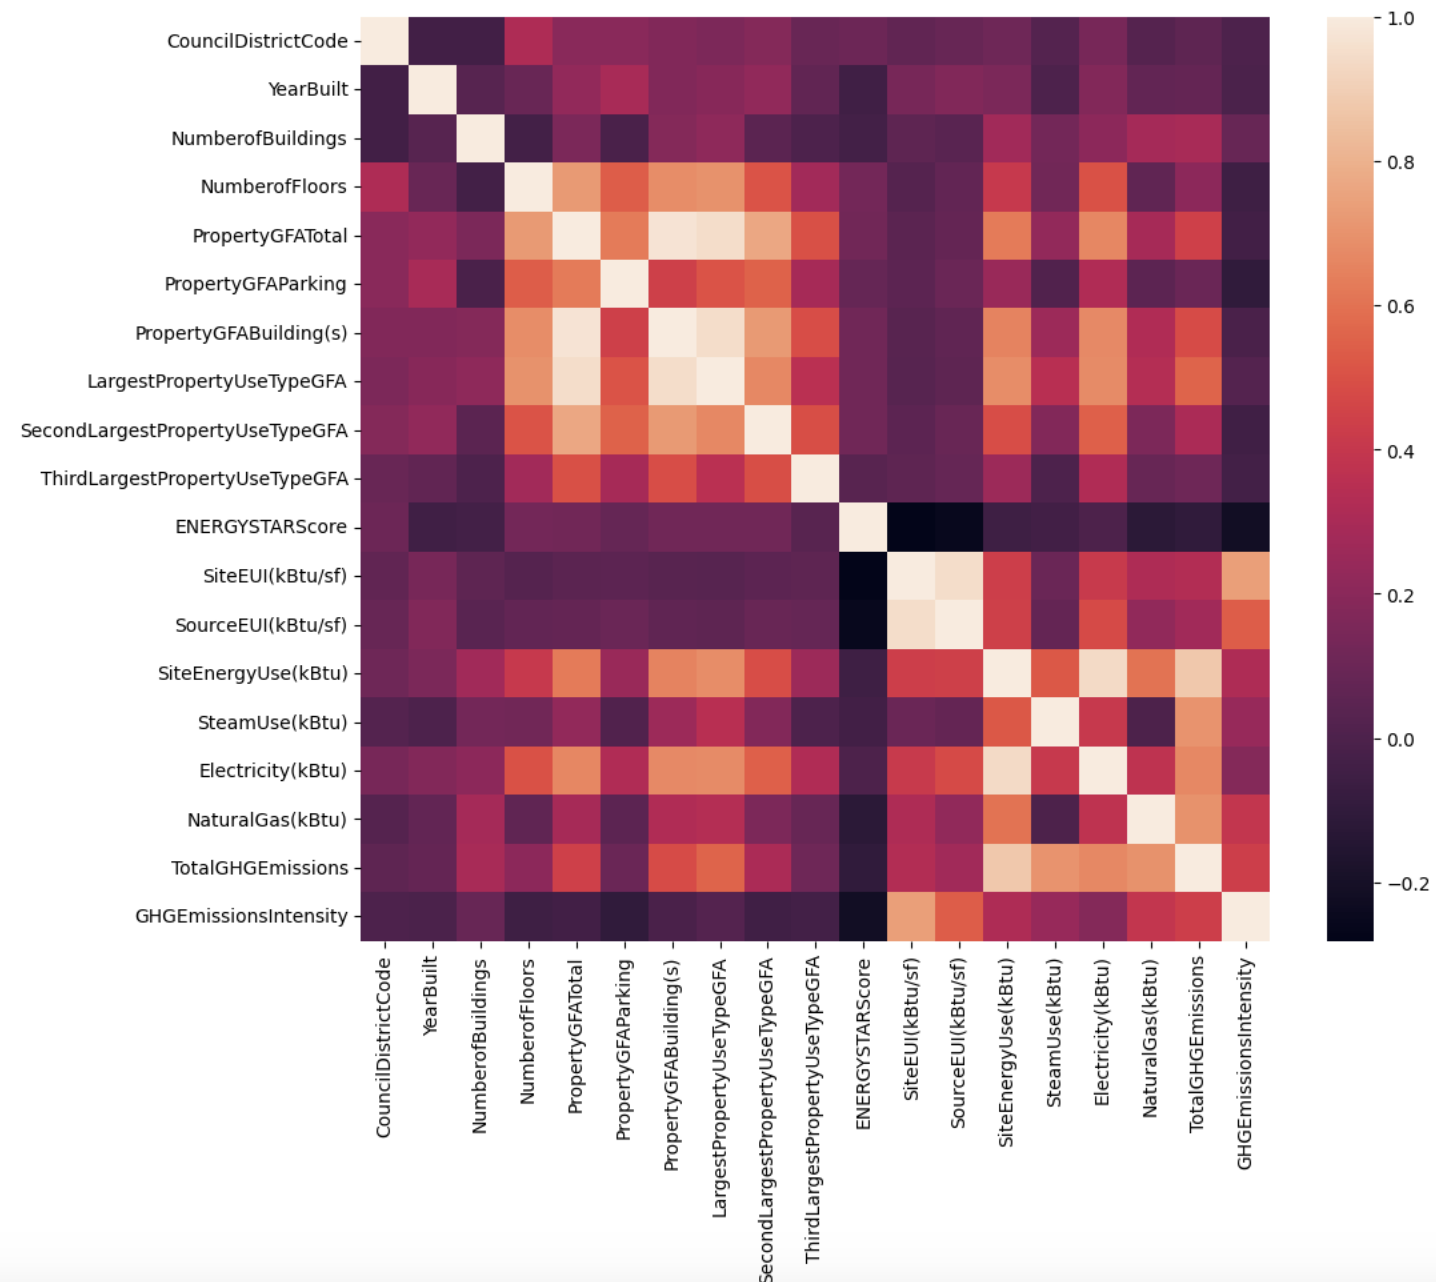 CouncilDistrictCode
YearBuilt
NumberofBuildings
NumberofFloors
PropertyGFATotal
PropertyGFAParking
PropertyGFABuilding(s)
LargestPropertyUseTypeGFA
SecondLargestPropertyUseTypeGFA
ThirdLargestPropertyUseTypeGFA
ENERGYSTARScore
SiteEUI(kBtu/sf)
SourceEUI(kBtu/sf)
SiteEnergyUse(kBtu)
SteamUse(kBtu)
Electricity(kBtu)
NaturalGas(kBtu)
TotalGHGEmissions
GHGEmissionsIntensity
CouncilDistrictCode
YearBuilt
NumberofBuildings
NumberofFloors
PropertyGFATotal
PropertyGFAParking
PropertyGFABuilding(s)
LargestPropertyUseTypeGFA
SecondLargestPropertyUseTypeGFA
ThirdLargestPropertyUseTypeGFA
ENERGYSTARScore
SiteEUI(kBtu/sf)
SourceEUI(kBtu/sf)
SiteEnergyUse(kBtu)
SteamUse(kBtu)
Electricity(kBtu)
NaturalGas(kBtu)
TotalGHGEmissions
GHGEmissionsIntensity
1.0
0.8
0.6
0.4
0.2
0.0
−0.2